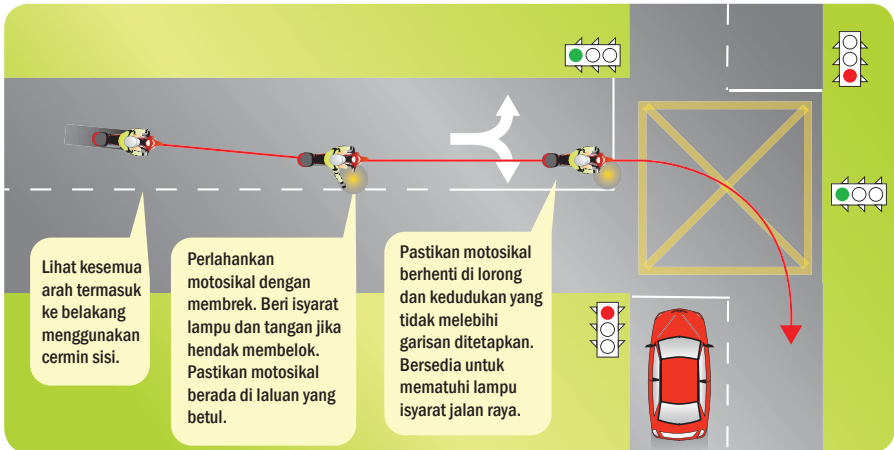 Lihat kesemua
arah termasuk
ke belakang
menggunakan
cermin sisi.
Perlahankan
motosikal dengan
membrek. Beri isyarat
lampu dan tangan jika
hendak membelok.
Pastikan motosikal
berada di laluan yang
betul.
Pastikan motosikal
berhenti di lorong
dan kedudukan yang
tidak melebihi
garisan ditetapkan.
Bersedia untuk
mematuhi lampu
isyarat jalan raya.